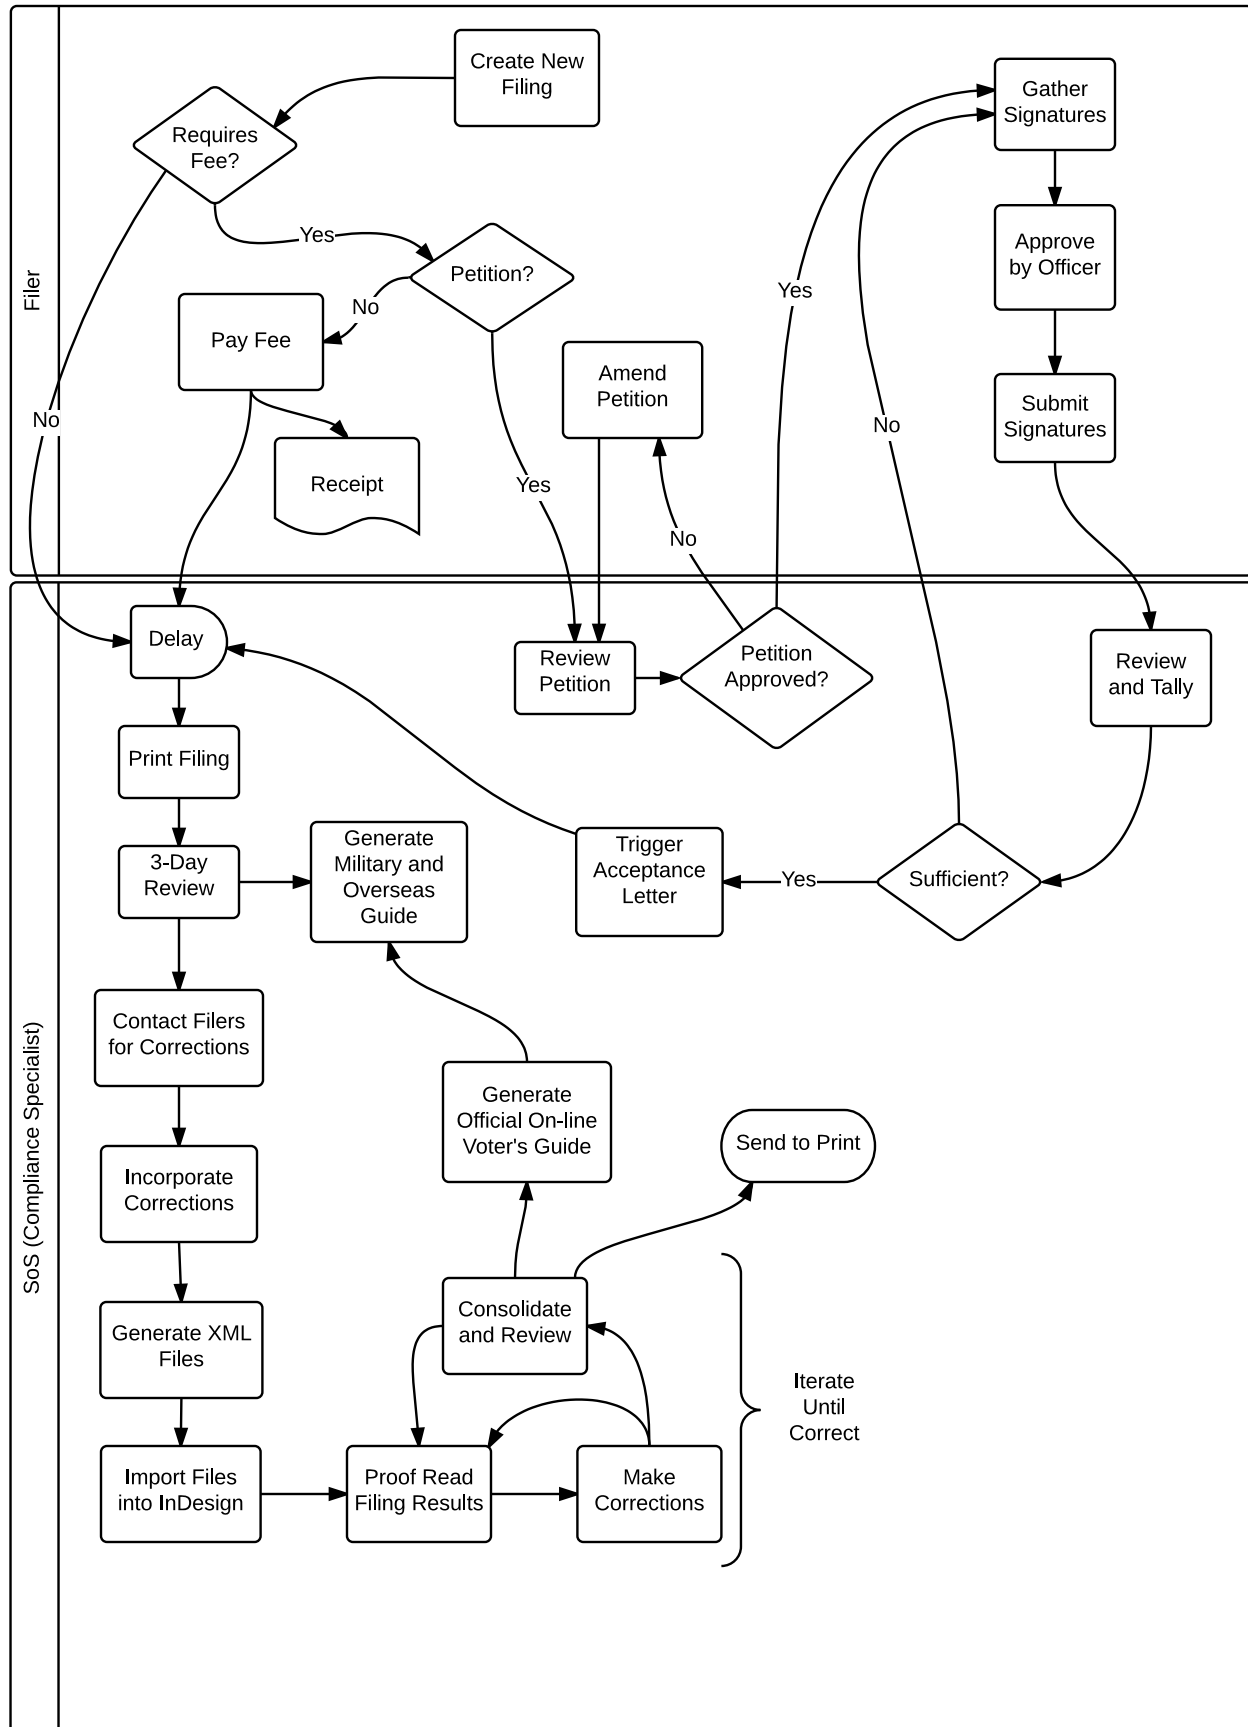 Create New
Filing
Gather
Signatures
Requires
Fee?
Yes
Petition?
Approve
by Officer
Filer
No
Yes
Pay Fee
Amend
Petition
Submit
Signatures
No
No
Receipt
Yes
No
Delay
Review
Petition
Petition
Approved?
Review
and Tally
Print Filing
3-Day
Review
Generate
Military and
Overseas
Guide
Trigger
Acceptance
Letter
Yes
Sufficient?
Contact Filers
for Corrections
SoS (Compliance Specialist)
Generate
Official On-line
Voter's Guide
Send to Print
Incorporate
Corrections
Consolidate
and Review
Generate XML
Files
Iterate
Until
Correct
Import Files
into InDesign
Proof Read
Filing Results
Make
Corrections